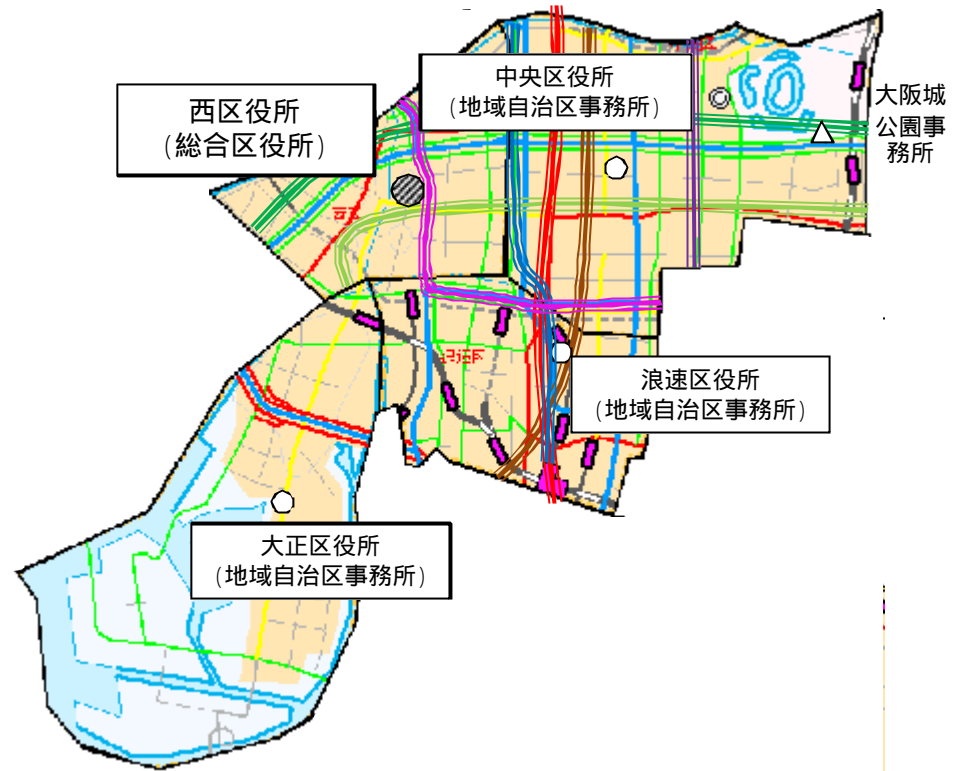 中央区役所
(地域自治区事務所)
西区役所
(総合区役所)
大阪城
公園事
務所
浪速区役所
(地域自治区事務所)
大正区役所
(地域自治区事務所)